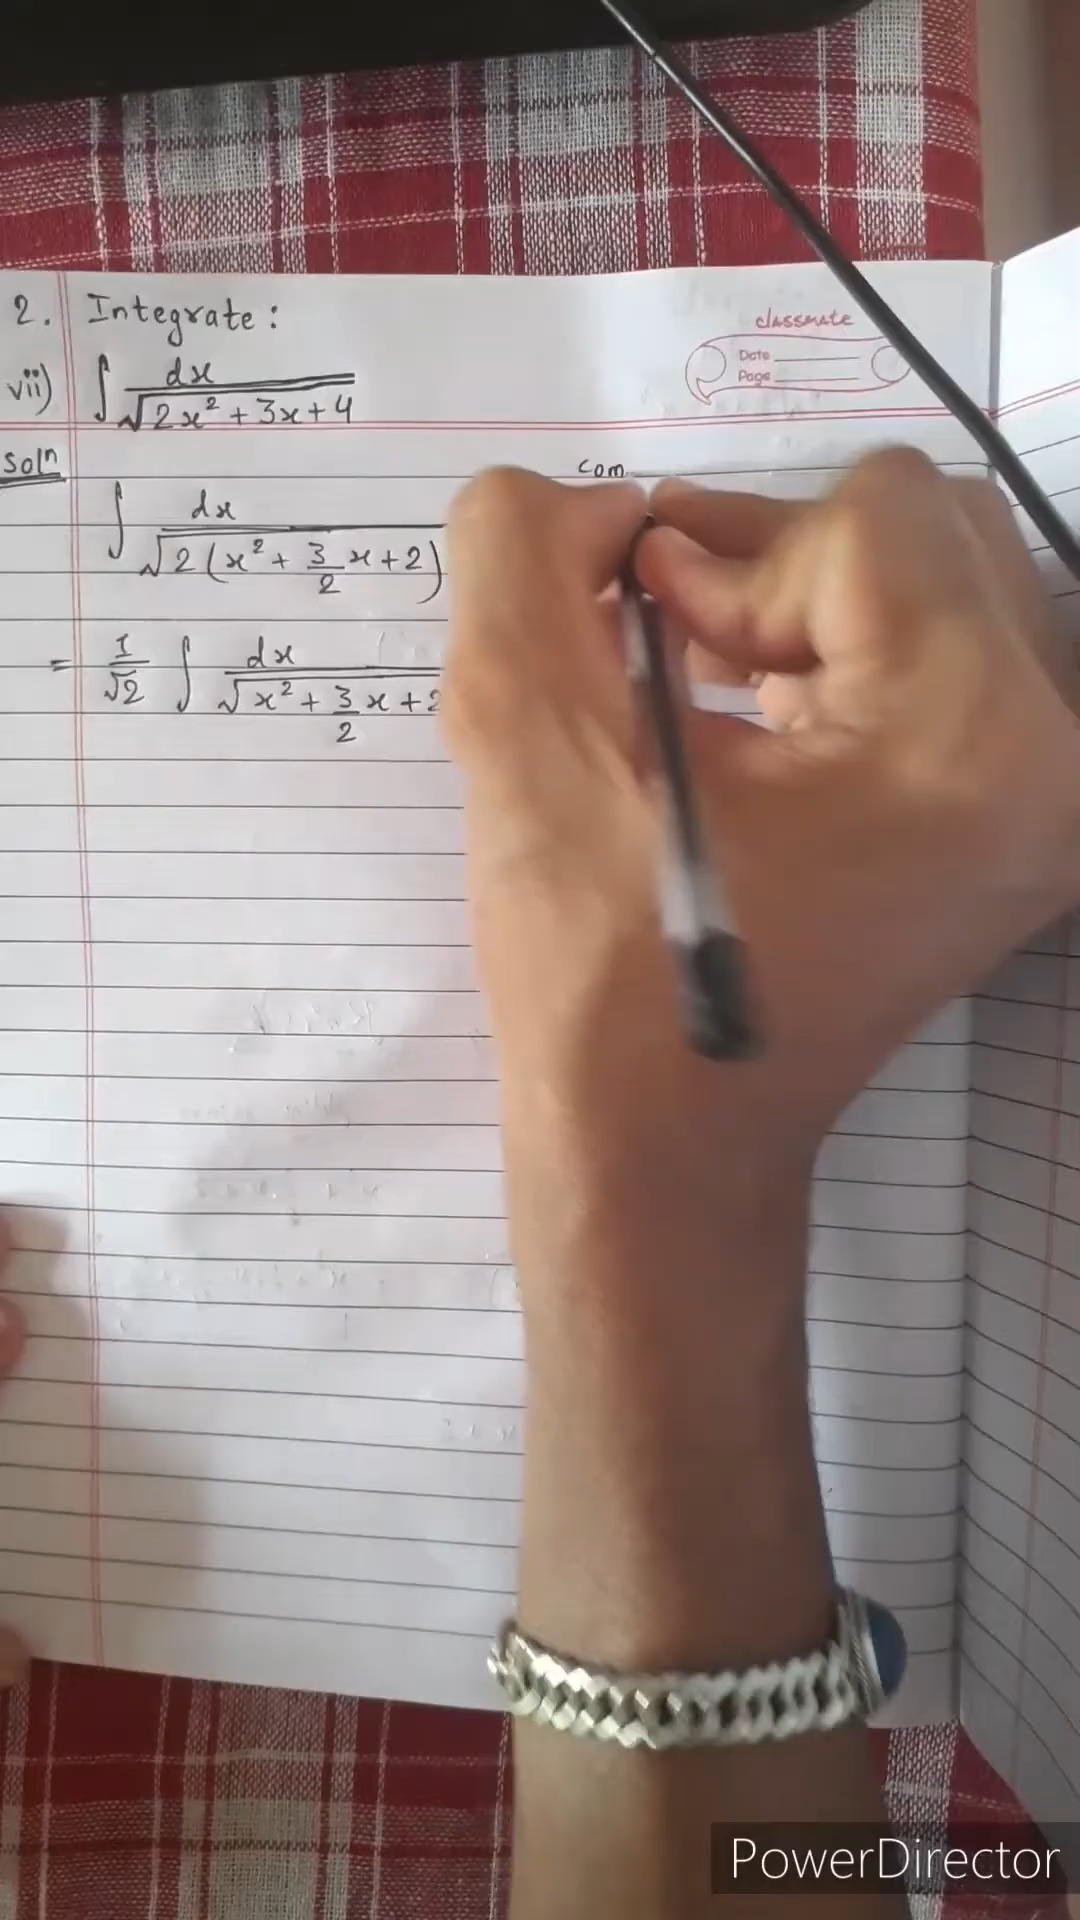 2. Integrate :
classmate
Date
Page
vii) ∫ dx / √2x² + 3x + 4
Solⁿ
Com
∫ dx / √2(x² + 3/2 x + 2)
= 1/√2 ∫ dx / √x² + 3/2 x + 2
PowerDirector